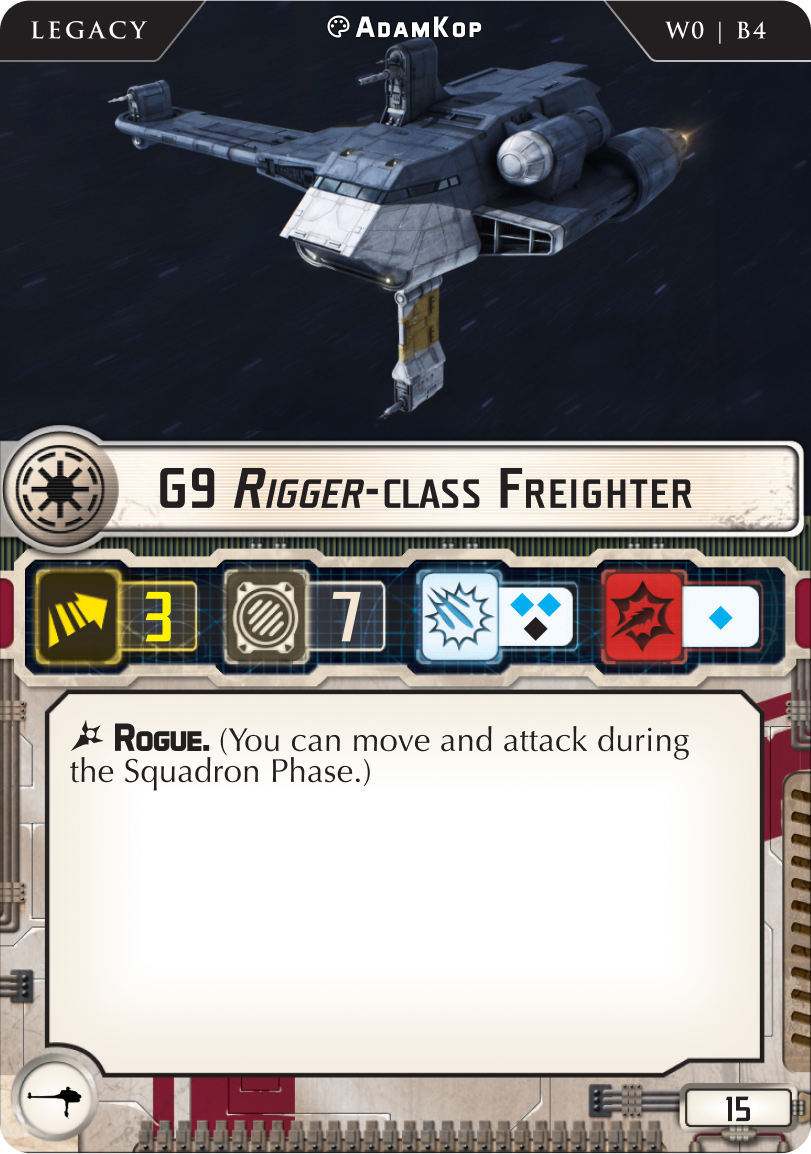 LEGACY
AdamKop
W0 | B4
G9 Rigger-class Freighter
3
7
Rogue. (You can move and attack during
the Squadron Phase.)
15